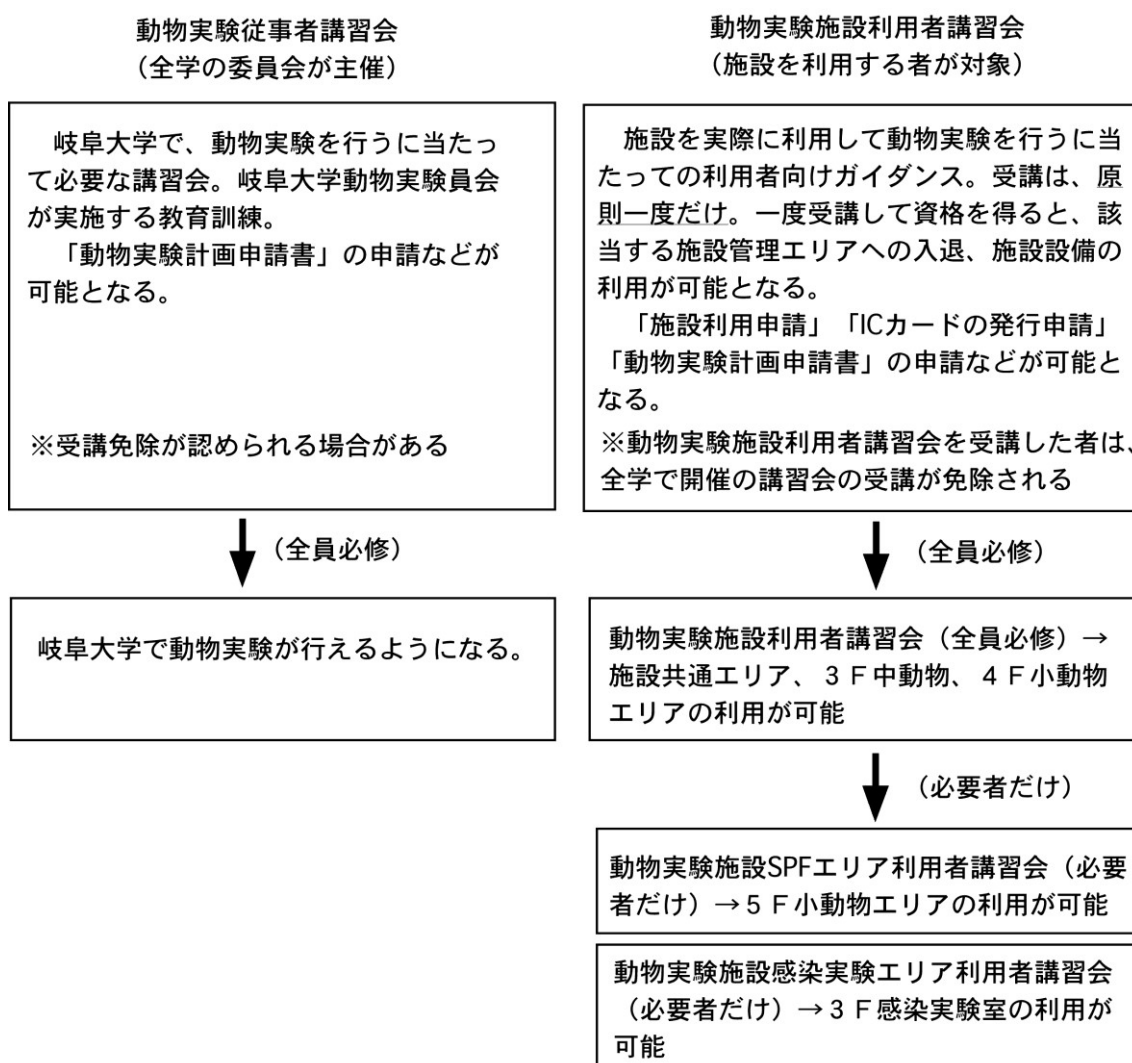 動物実験従事者講習会
（全学の委員会が主催）
岐阜大学で、動物実験を行うに当たっ
て必要な講習会。岐阜大学動物実験員会
が実施する教育訓練。
「動物実験計画申請書」の申請などが
可能となる。
※受講免除が認められる場合がある
（全員必修）
岐阜大学で動物実験が行えるようになる。
動物実験施設利用者講習会
（施設を利用する者が対象）
施設を実際に利用して動物実験を行うに当
たっての利用者向けガイダンス。受講は、原
則一度だけ。一度受講して資格を得ると、該
当する施設管理エリアへの入退、施設設備の
利用が可能となる。
「施設利用申請」「ICカードの発行申請」
「動物実験計画申請書」の申請などが可能と
なる。
※動物実験施設利用者講習会を受講した者は、
全学で開催の講習会の受講が免除される
（全員必修）
動物実験施設利用者講習会（全員必修）→
施設共通エリア、３Ｆ中動物、４Ｆ小動物
エリアの利用が可能
（必要者だけ）
動物実験施設SPFエリア利用者講習会（必要
者だけ）→５Ｆ小動物エリアの利用が可能
動物実験施設感染実験エリア利用者講習会
（必要者だけ）→３Ｆ感染実験室の利用が
可能